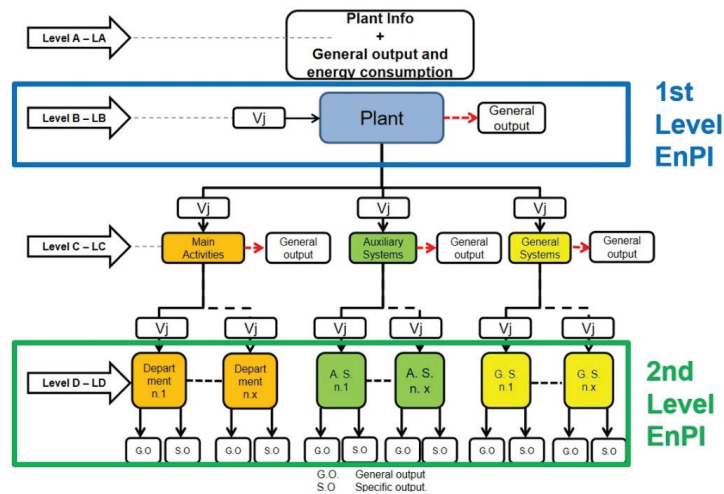 Plant Info
+
General output and
energy consumption
Level A – LA
1st
Level
EnPI
Level B – LB
Vj
Plant
General
output
Vj
Vj
Vj
Level C – LC
Main
Activities
General
output
Auxiliary
Systems
General
output
General
Systems
General
output
Vj
Vj
Vj
Vj
Vj
Vj
2nd
Level
EnPI
Level D – LD
Depart
ment
n.1
Depart
ment
n.x
A. S.
n.1
A. S.
n. x
G. S.
n.1
G. S.
n.x
G.O
S.O
G.O
S.O
G.O
S.O
G.O
S.O
G.O
S.O
G.O
S.O
G.O. General output
S.O Specific output.